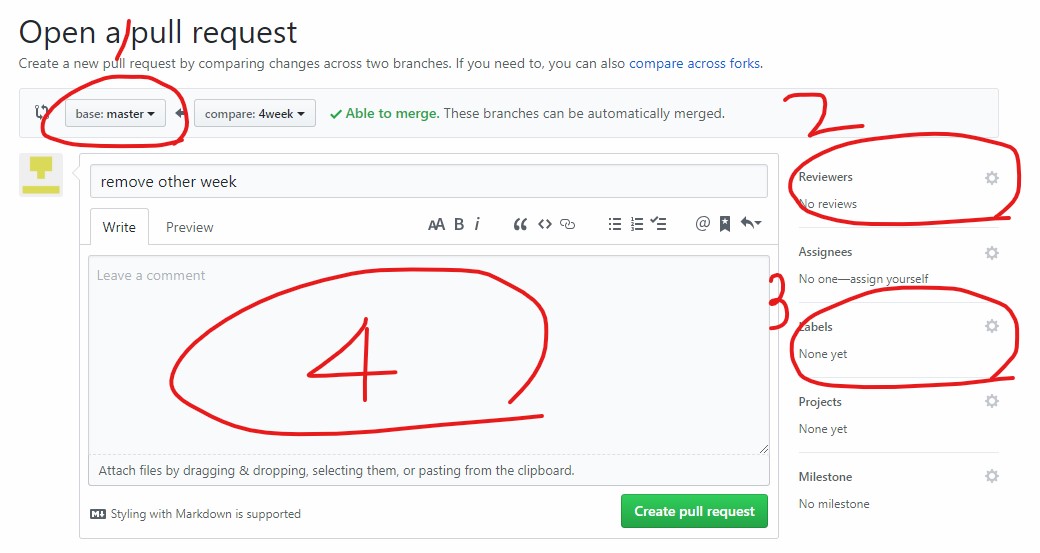 Open a pull request
1
Create a new pull request by comparing changes across two branches. If you need to, you can also compare across forks.
base: master
compare: 4week
Able to merge. These branches can be automatically merged.
2
remove other week
Reviewers
No reviews
Write
Preview
AA B i
@
Assignees
No one—assign yourself
Leave a comment
3
4
Labels
None yet
Projects
None yet
Attach files by dragging & dropping, selecting them, or pasting from the clipboard.
Milestone
No milestone
Styling with Markdown is supported
Create pull request